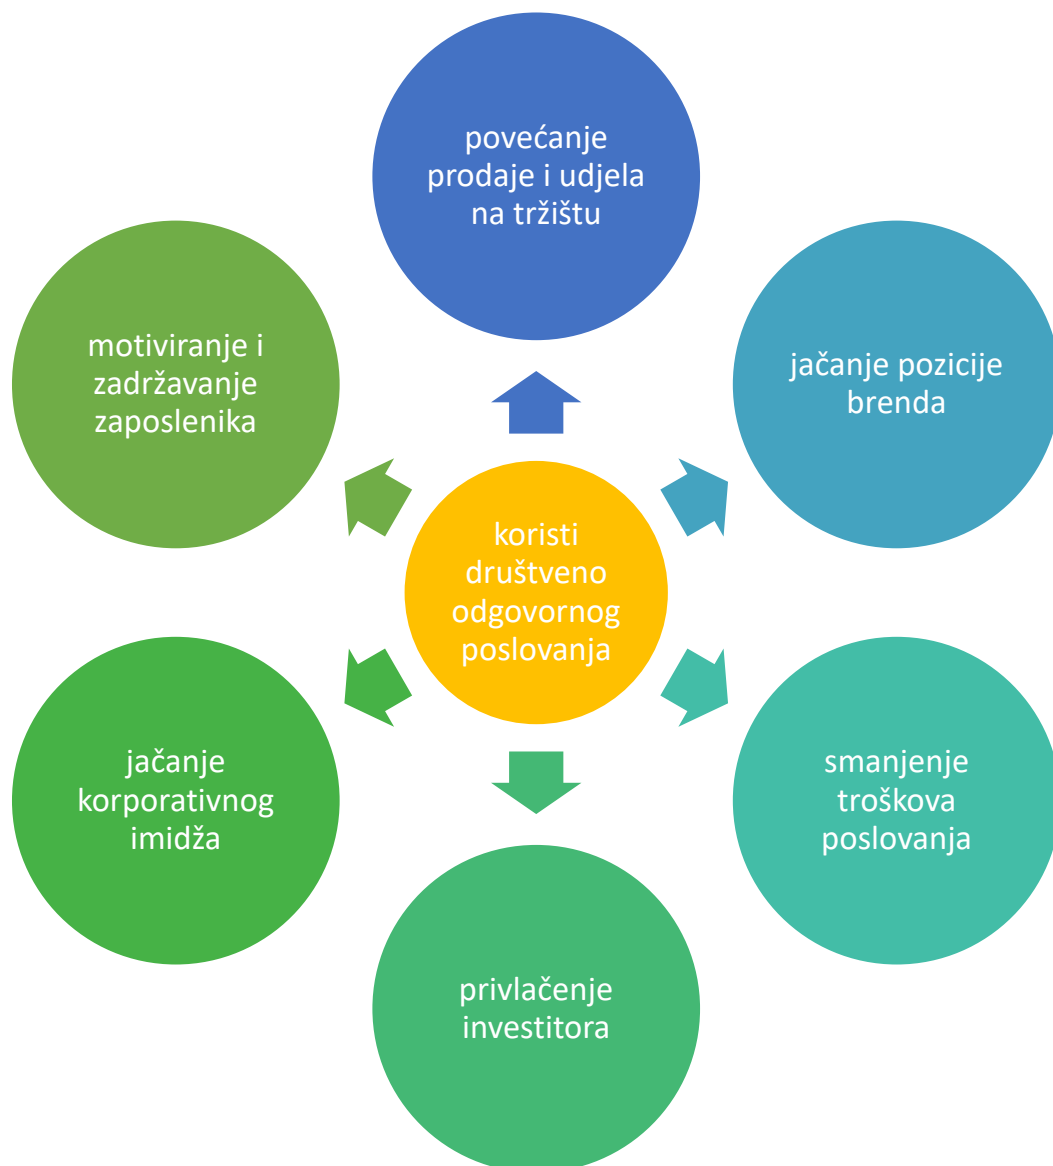 povećanje
prodaje i udjela
na tržištu
jačanje pozicije
brenda
smanjenje
troškova
poslovanja
privlačenje
investitora
jačanje
korporativnog
imidža
motiviranje i
zadržavanje
zaposlenika
koristi
društveno
odgovornog
poslovanja